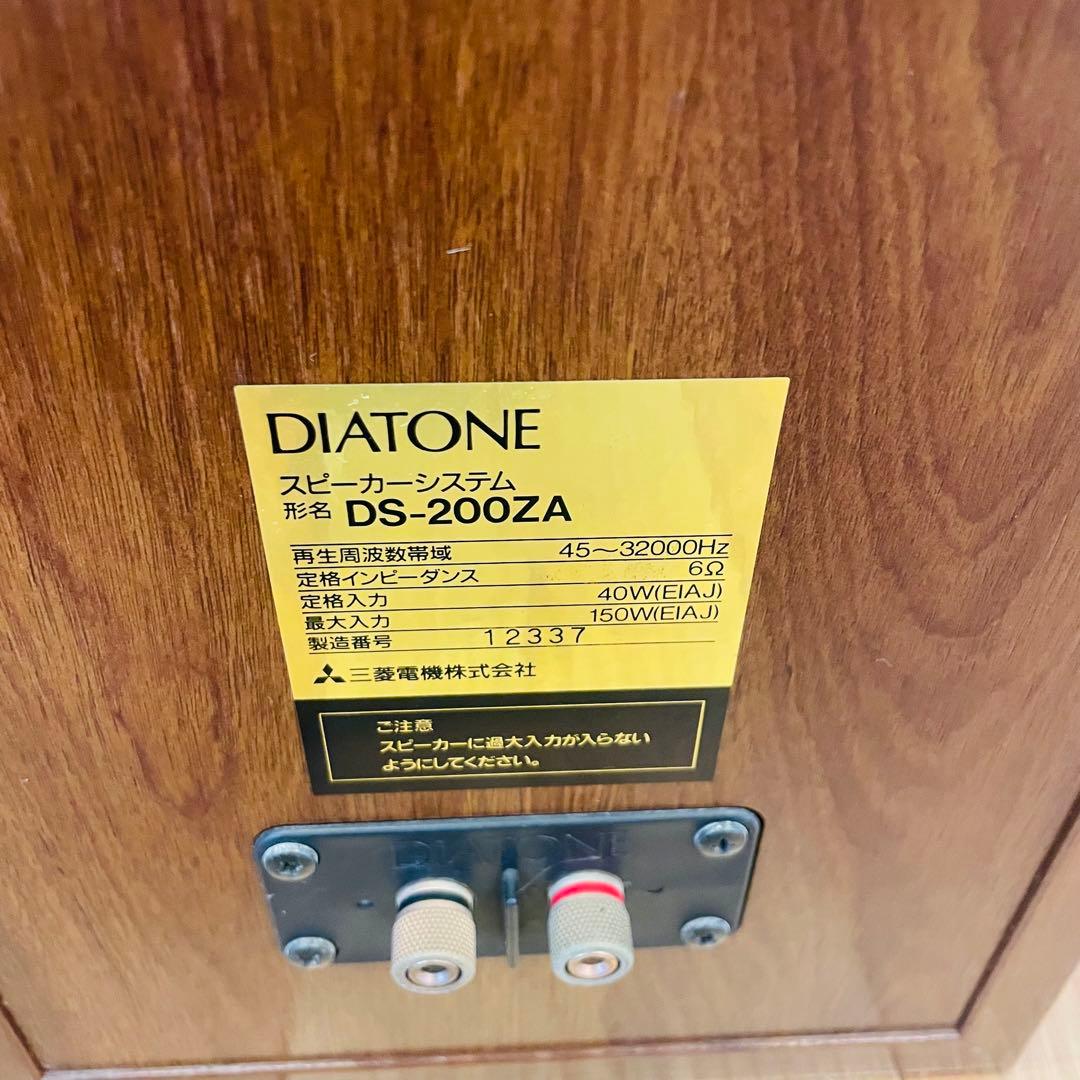 DIATONE
スピーカーシステム
形名 DS-200ZA
再生周波数帯域 45～32000Hz
定格インピーダンス 6Ω
定格入力 40W(EIAJ)
最大入力 150W(EIAJ)
製造番号 12337
三菱電機株式会社
ご注意
スピーカーに過大入力が入らない
ようにしてください。
DIATONE